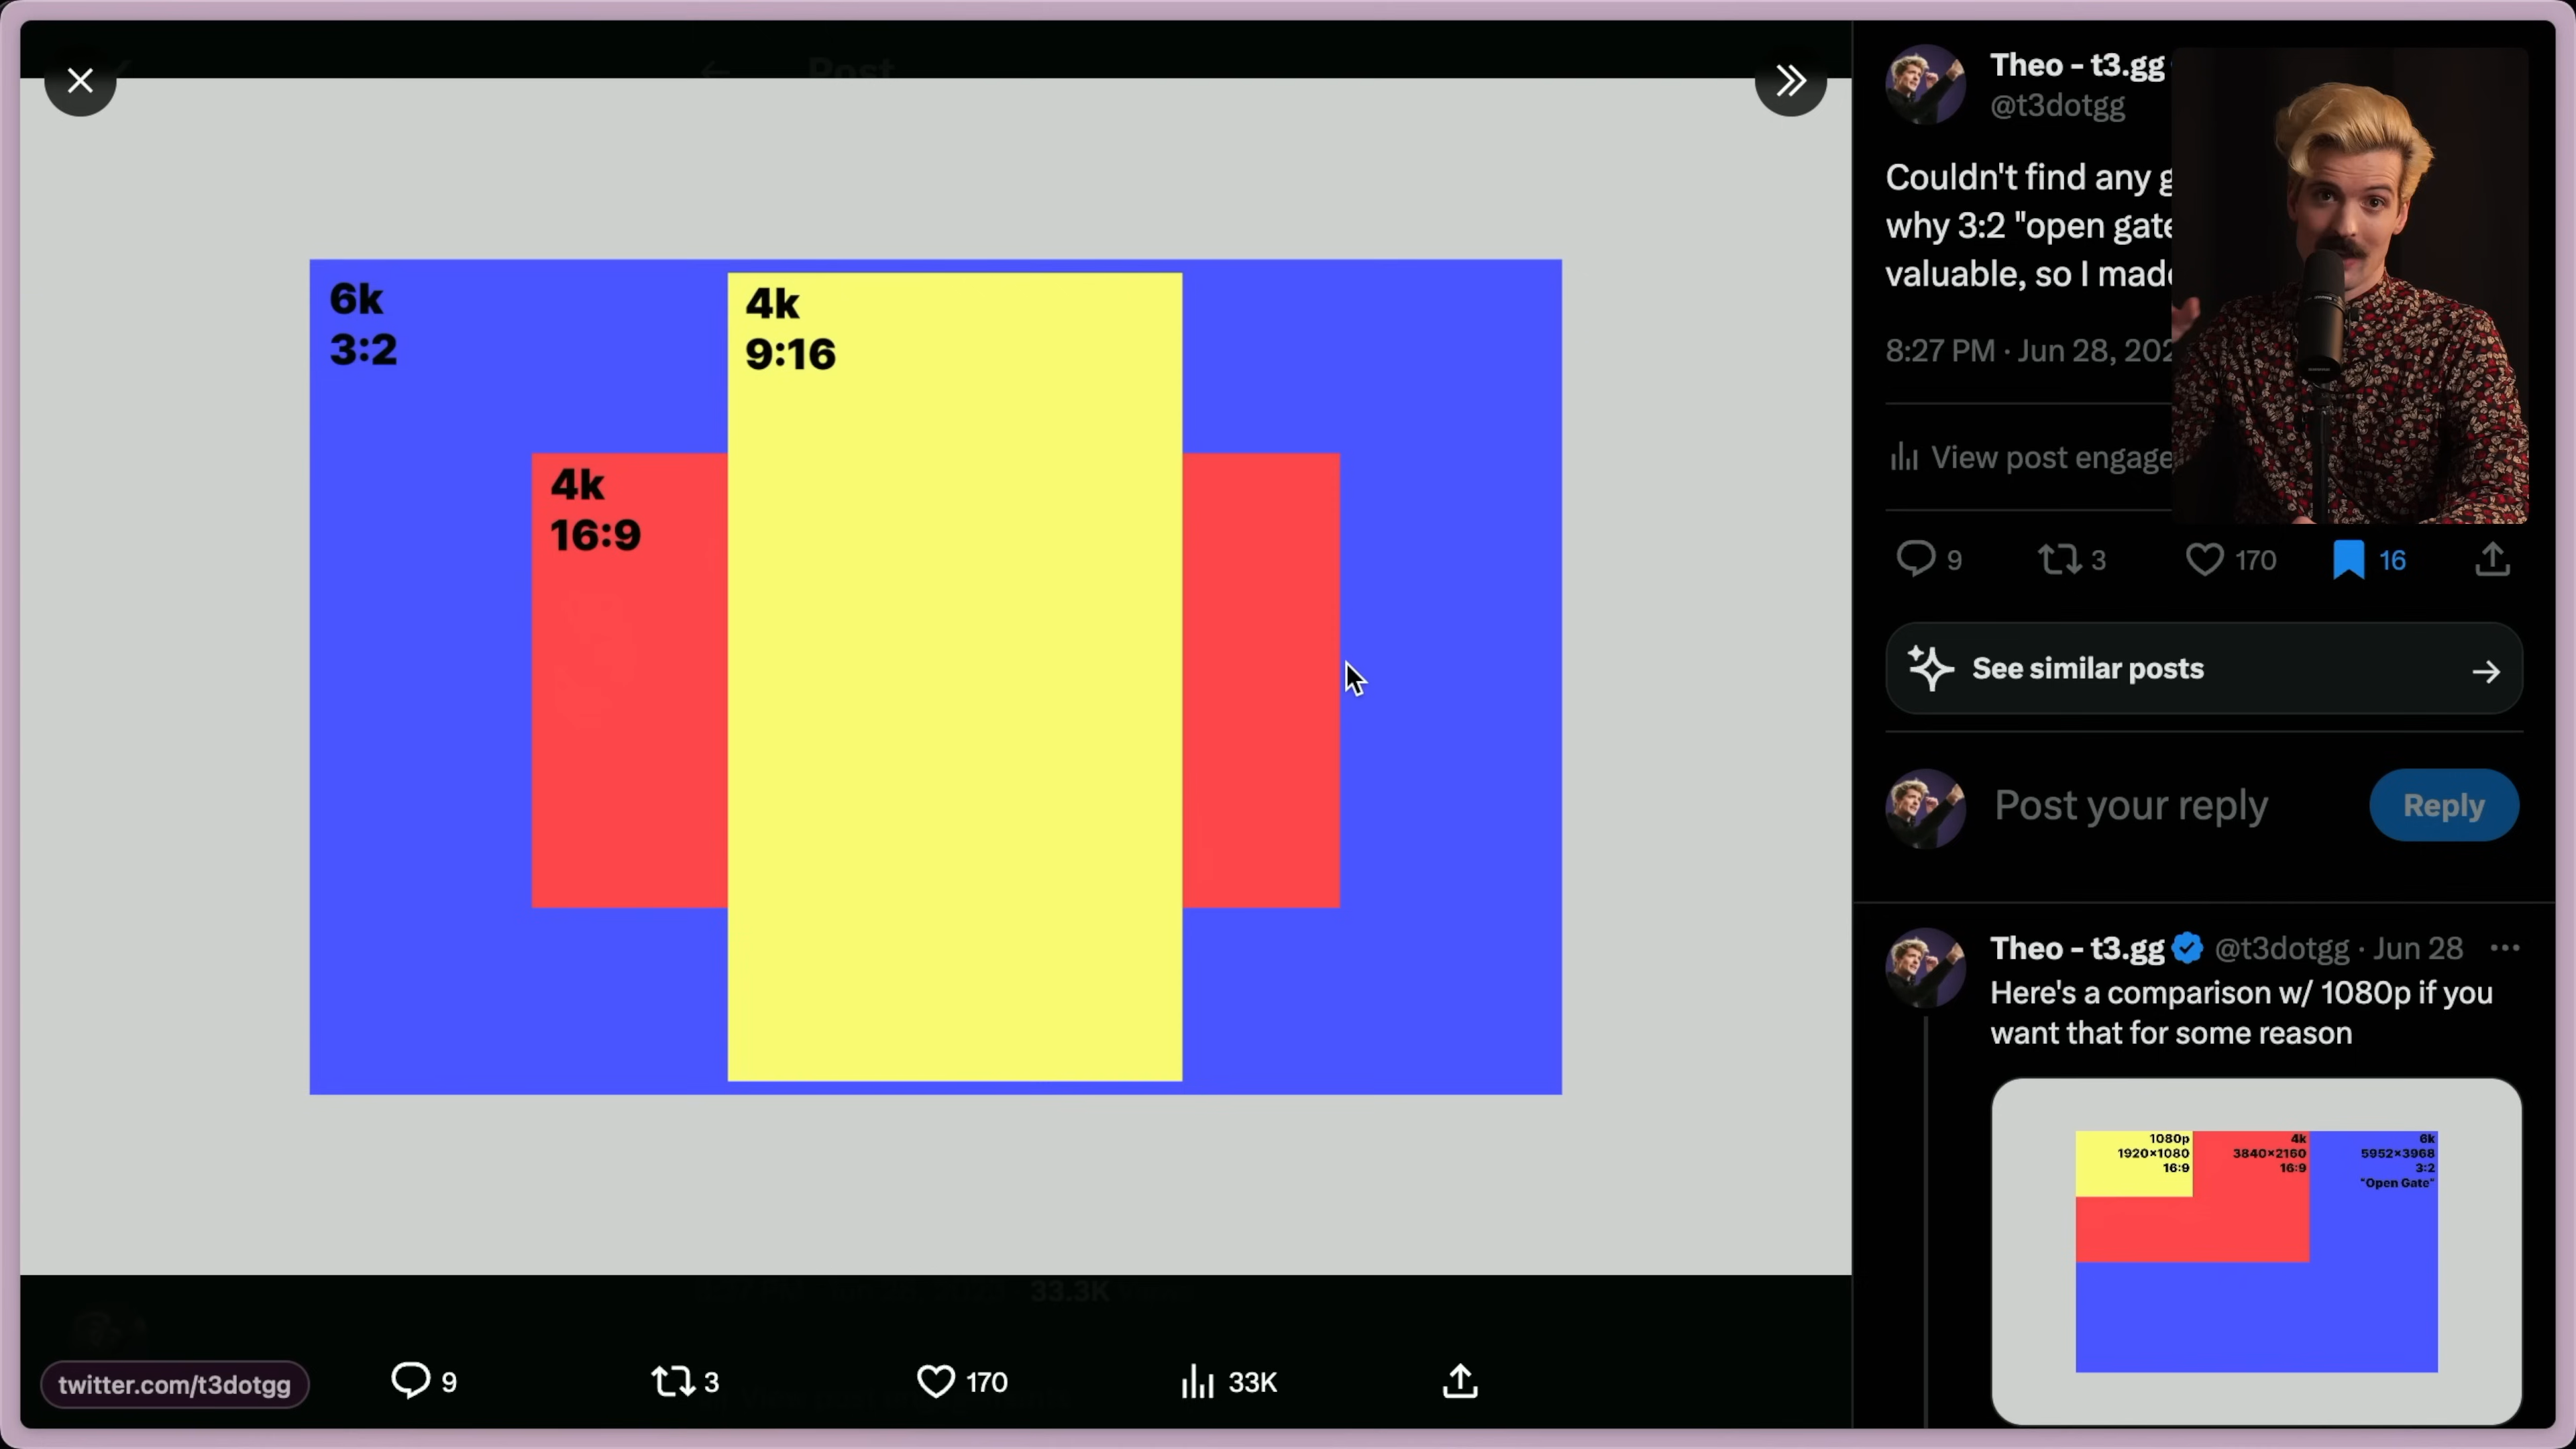 Post
6k
3:2
4k
9:16
4k
16:9
33.3K
9
3
170
33K
twitter.com/t3dotgg
Theo - t3.gg
@t3dotgg
Couldn't find any g
why 3:2 "open gate
valuable, so I made
8:27 PM · Jun 28, 202
View post engage
9
3
170
16
See similar posts
Post your reply
Reply
Theo - t3.gg @t3dotgg · Jun 28
Here's a comparison w/ 1080p if you
want that for some reason
1080p
1920×1080
16:9
4k
3840×2160
16:9
6k
5952×3968
3:2
"Open Gate"